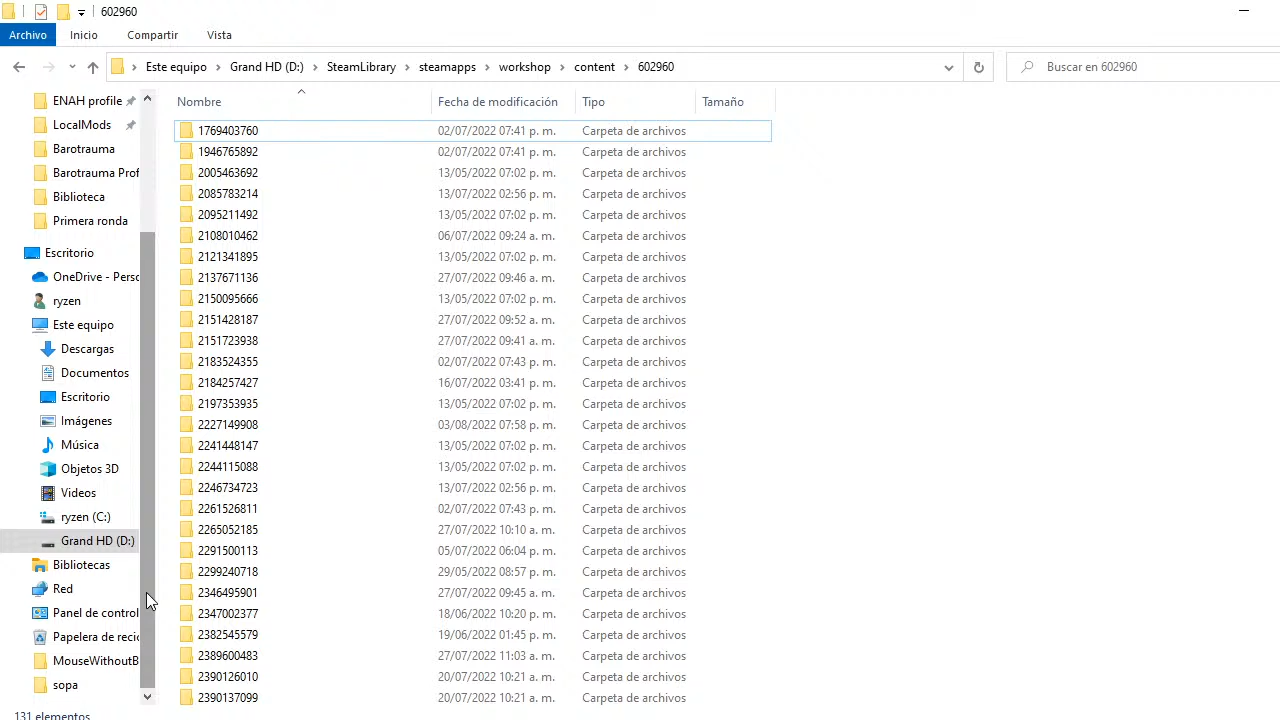 602960
Archivo Inicio Compartir Vista
Este equipo Grand HD (D:) SteamLibrary steamapps workshop content 602960
Buscar en 602960
ENAH profile
LocalMods
Barotrauma
Barotrauma Prof
Biblioteca
Primera ronda
Escritorio
OneDrive - Perso
ryzen
Este equipo
Descargas
Documentos
Escritorio
Imágenes
Música
Objetos 3D
Videos
ryzen (C:)
Grand HD (D:)
Bibliotecas
Red
Panel de control
Papelera de recic
MouseWithoutB
sopa
Nombre Fecha de modificación Tipo Tamaño
1769403760 02/07/2022 07:41 p. m. Carpeta de archivos
1946765892 02/07/2022 07:41 p. m. Carpeta de archivos
2005463692 13/05/2022 07:02 p. m. Carpeta de archivos
2085783214 13/07/2022 02:56 p. m. Carpeta de archivos
2095211492 13/05/2022 07:02 p. m. Carpeta de archivos
2108010462 06/07/2022 09:24 a. m. Carpeta de archivos
2121341895 13/05/2022 07:02 p. m. Carpeta de archivos
2137671136 27/07/2022 09:46 a. m. Carpeta de archivos
2150095666 13/05/2022 07:02 p. m. Carpeta de archivos
2151428187 27/07/2022 09:52 a. m. Carpeta de archivos
2151723938 27/07/2022 09:41 a. m. Carpeta de archivos
2183524355 02/07/2022 07:43 p. m. Carpeta de archivos
2184257427 16/07/2022 03:41 p. m. Carpeta de archivos
2197353935 13/05/2022 07:02 p. m. Carpeta de archivos
2227149908 03/08/2022 07:58 p. m. Carpeta de archivos
2241448147 13/05/2022 07:02 p. m. Carpeta de archivos
2244115088 13/05/2022 07:02 p. m. Carpeta de archivos
2246734723 13/07/2022 02:56 p. m. Carpeta de archivos
2261526811 02/07/2022 07:43 p. m. Carpeta de archivos
2265052185 27/07/2022 10:10 a. m. Carpeta de archivos
2291500113 05/07/2022 06:04 p. m. Carpeta de archivos
2299240718 29/05/2022 08:57 p. m. Carpeta de archivos
2346495901 27/07/2022 09:45 a. m. Carpeta de archivos
2347002377 18/06/2022 10:20 p. m. Carpeta de archivos
2382545579 19/06/2022 01:45 p. m. Carpeta de archivos
2389600483 27/07/2022 11:03 a. m. Carpeta de archivos
2390126010 20/07/2022 10:21 a. m. Carpeta de archivos
2390137099 20/07/2022 10:21 a. m. Carpeta de archivos
131 elementos